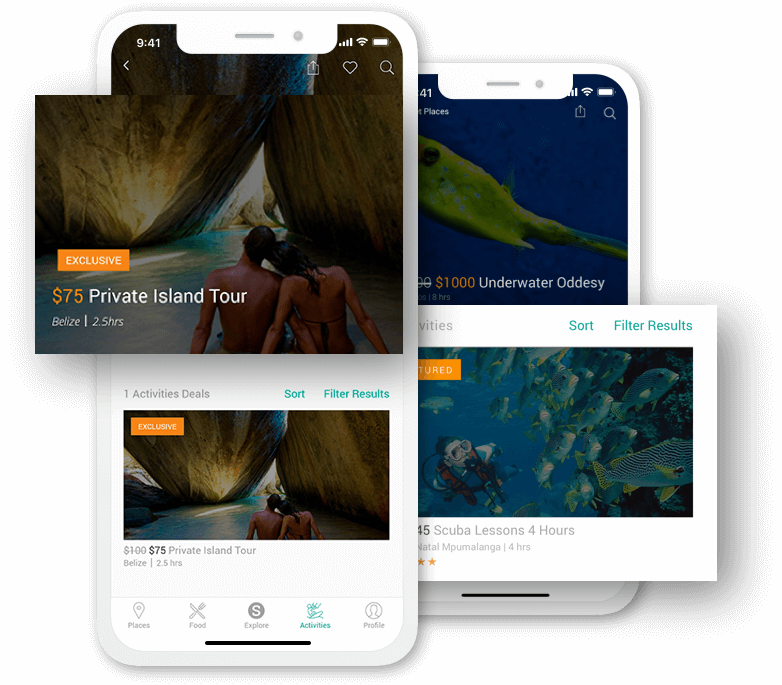 9:41
EXCLUSIVE
$75 Private Island Tour
Belize | 2.5hrs
1 Activities Deals Sort Filter Results
EXCLUSIVE
$100 $75 Private Island Tour
Belize | 2.5 hrs
Places Food Explore Activities Profile
:41
t Places
00 $1000 Underwater Oddesy
os | 8 hrs
ivities Sort Filter Results
TURED
45 Scuba Lessons 4 Hours
Natal Mpumalanga | 4 hrs